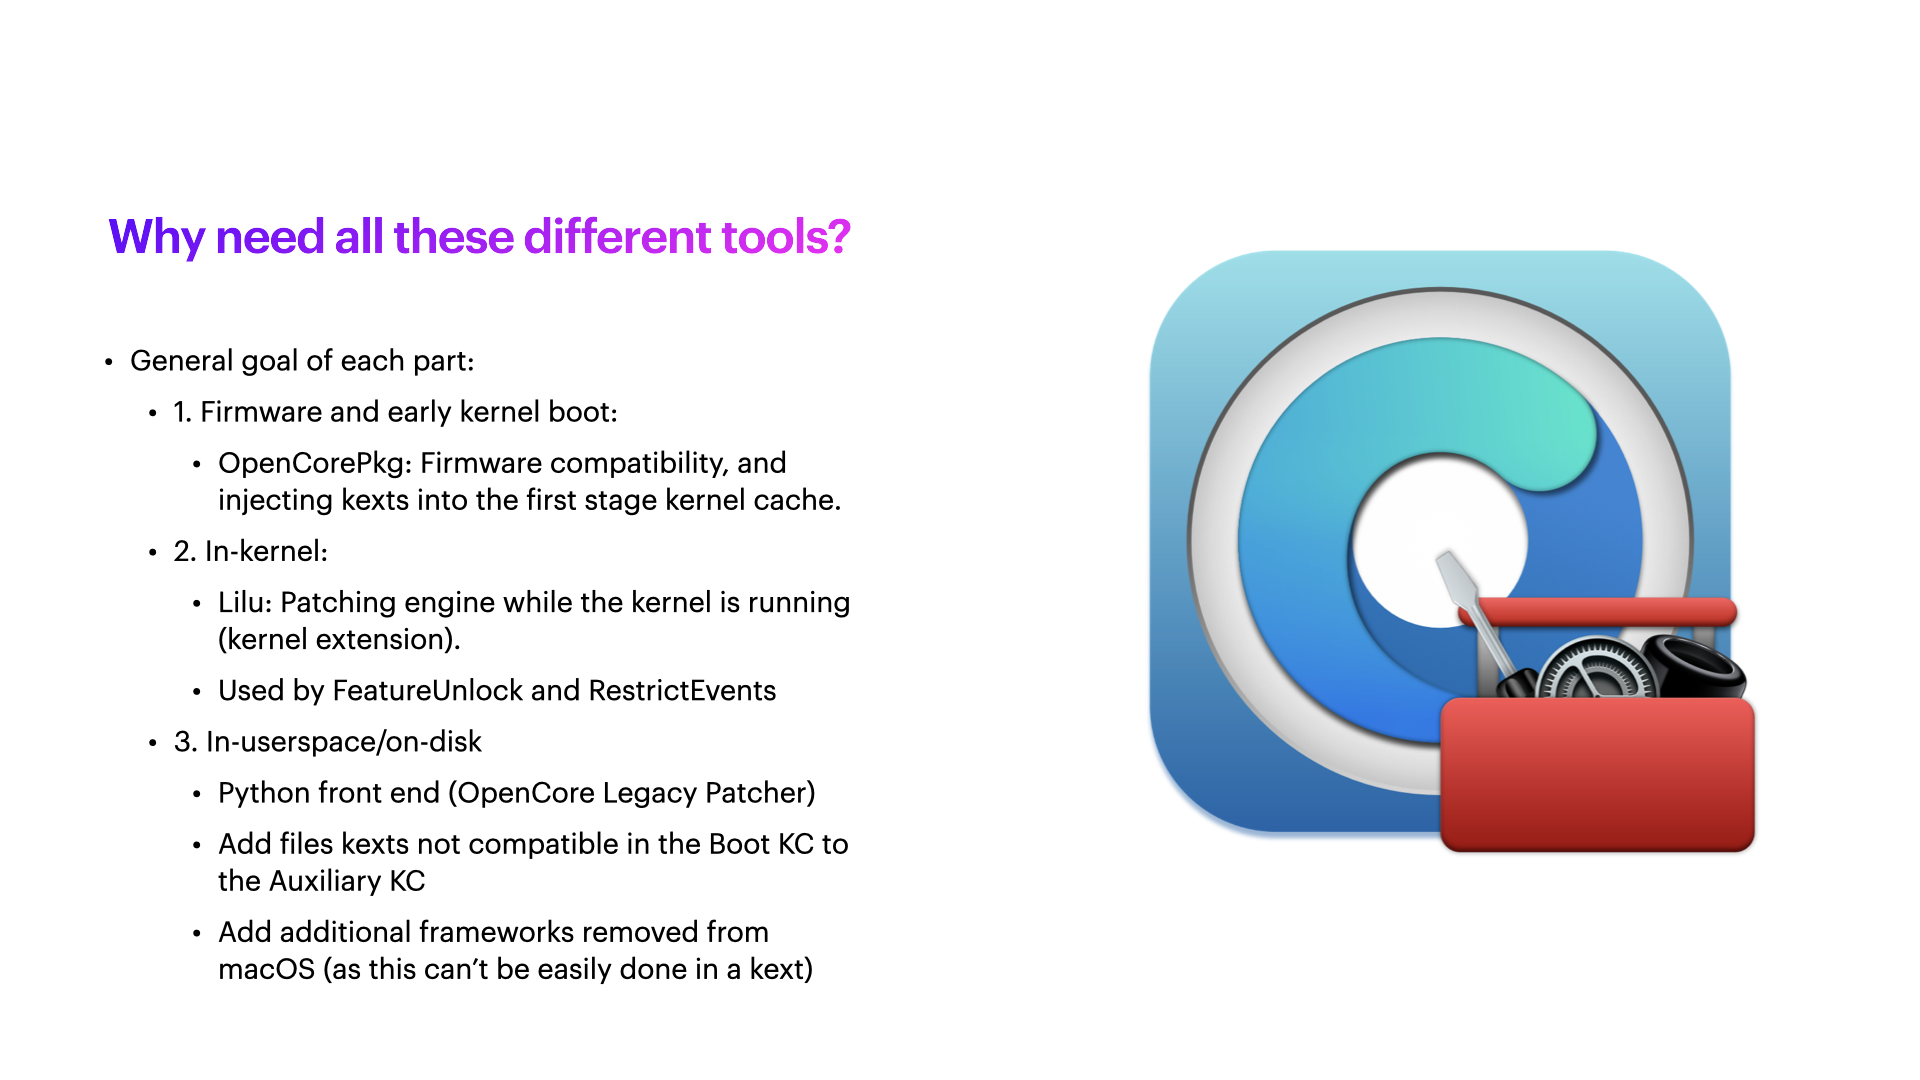 Why need all these different tools?
• General goal of each part:
• 1. Firmware and early kernel boot:
• OpenCorePkg: Firmware compatibility, and
injecting kexts into the first stage kernel cache.
• 2. In-kernel:
• Lilu: Patching engine while the kernel is running
(kernel extension).
• Used by FeatureUnlock and RestrictEvents
• 3. In-userspace/on-disk
• Python front end (OpenCore Legacy Patcher)
• Add files kexts not compatible in the Boot KC to
the Auxiliary KC
• Add additional frameworks removed from
macOS (as this can’t be easily done in a kext)